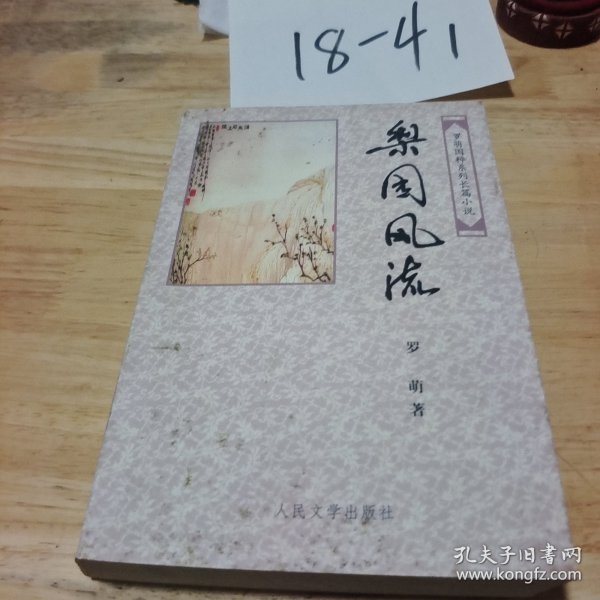 18-41
罗萌国粹系列长篇小说
梨园风流
罗萌著
人民文学出版社
孔夫子旧书网
www.kongfz.com